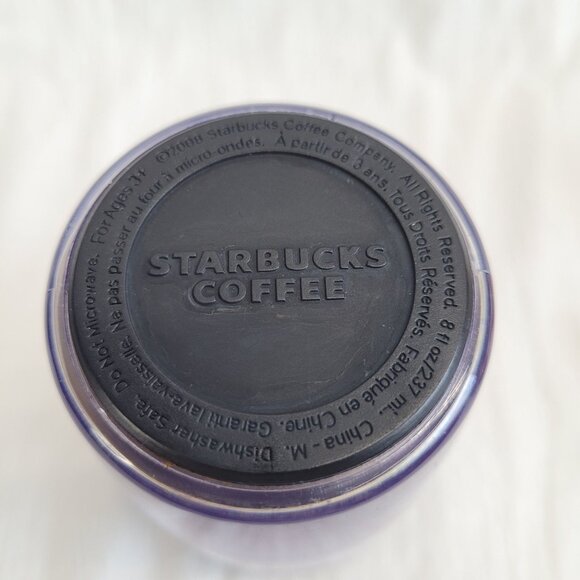 STARBUCKS
COFFEE
©2008 Starbucks Coffee Company. All Rights Reserved. 8 fl oz/237 mL. China - M. Dishwasher Safe. Do Not Microwave. For Ages 3+
À partir de 3 ans. Tous Droits Réservés. Fabriqué en Chine. Garanti lave-vaisselle. Ne pas passer au four à micro-ondes.